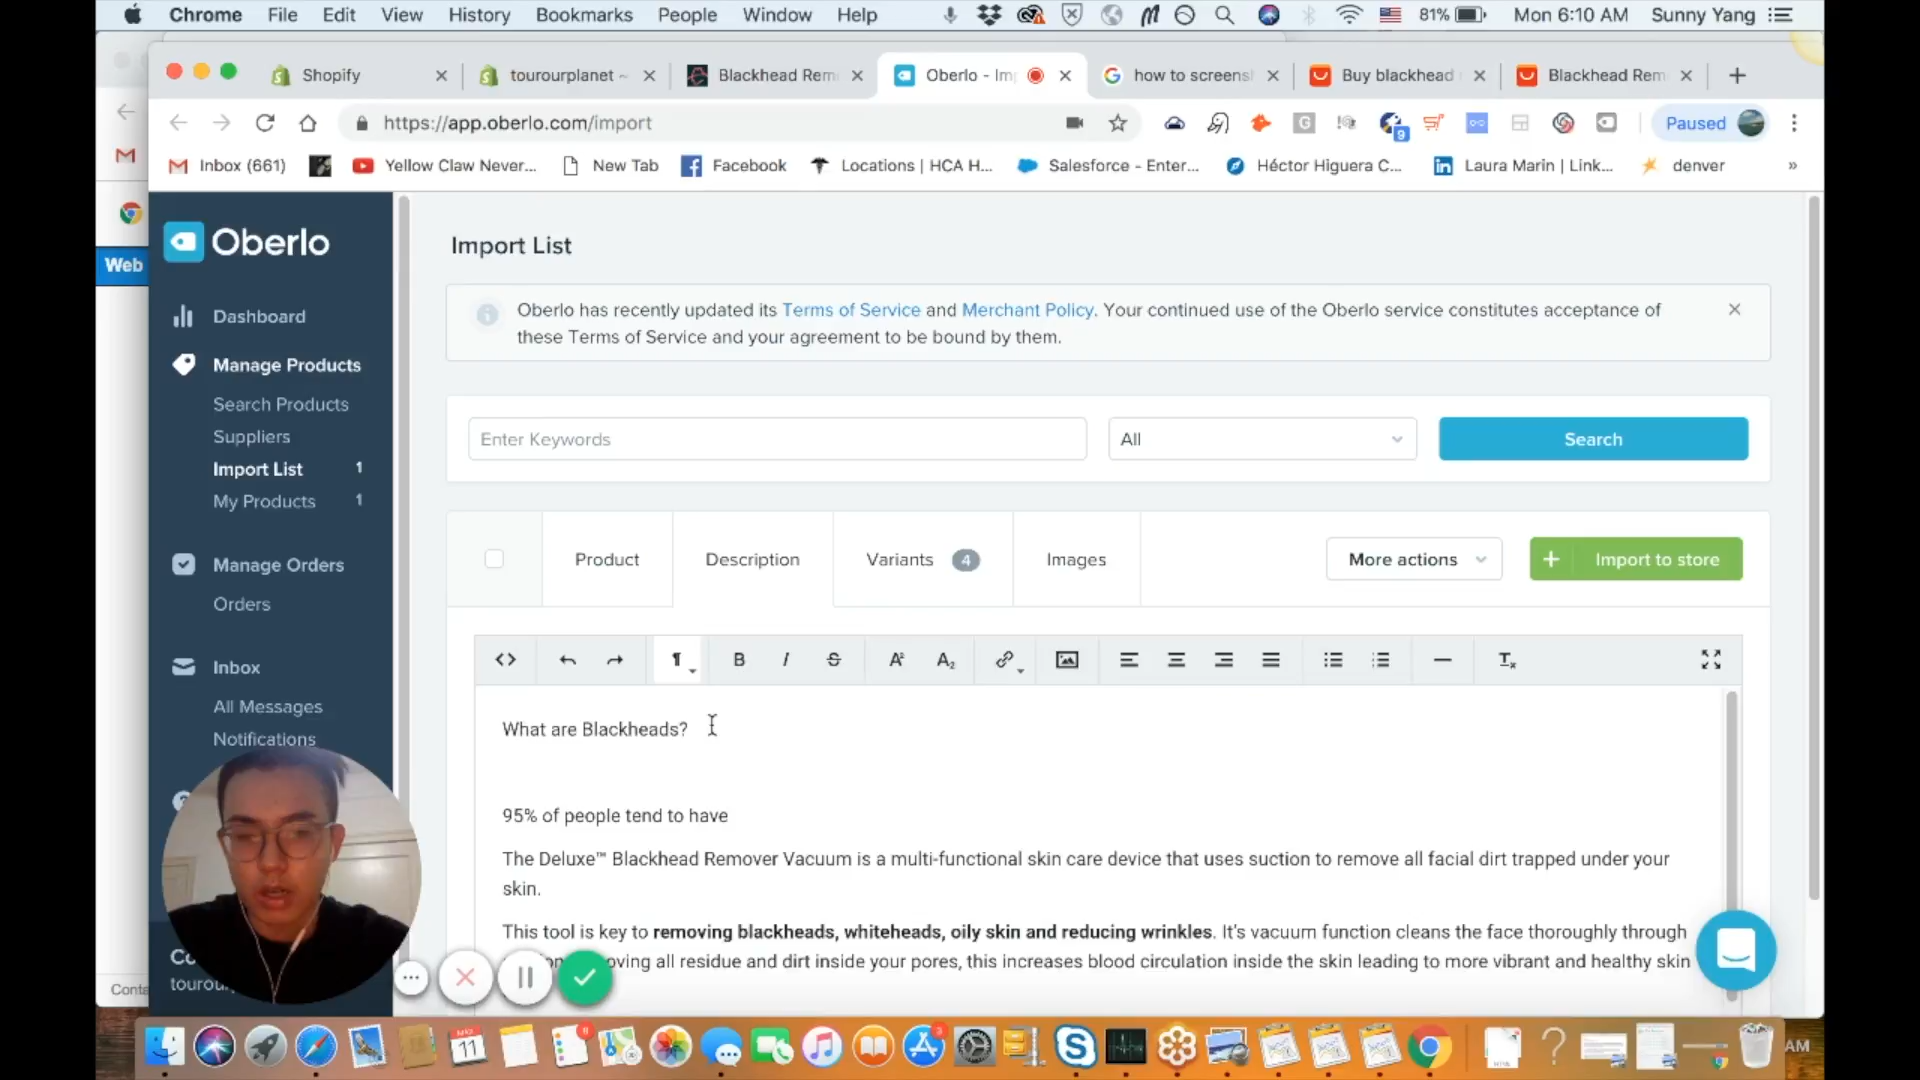 Chrome File Edit View History Bookmarks People Window Help 81% Mon 6:10 AM Sunny Yang
Shopify tourourplanet ~ Blackhead Rem Oberlo - Im how to screens Buy blackhead Blackhead Rem
https://app.oberlo.com/import 9 Paused
Inbox (661) Yellow Claw Never... New Tab Facebook Locations | HCA H... Salesforce - Enter... Héctor Higuera C... Laura Marin | Link... denver »
Web
Oberlo
Dashboard
Manage Products
Search Products
Suppliers
Import List 1
My Products 1
Manage Orders
Orders
Inbox
All Messages
Notifications
Co
tourou
Conta
Import List
Oberlo has recently updated its Terms of Service and Merchant Policy. Your continued use of the Oberlo service constitutes acceptance of
these Terms of Service and your agreement to be bound by them.
Enter Keywords All Search
Product Description Variants 4 Images More actions + Import to store
What are Blackheads?
95% of people tend to have
The Deluxe™ Blackhead Remover Vacuum is a multi-functional skin care device that uses suction to remove all facial dirt trapped under your
skin.
This tool is key to removing blackheads, whiteheads, oily skin and reducing wrinkles. It's vacuum function cleans the face thoroughly through
oving all residue and dirt inside your pores, this increases blood circulation inside the skin leading to more vibrant and healthy skin
11
3
AM